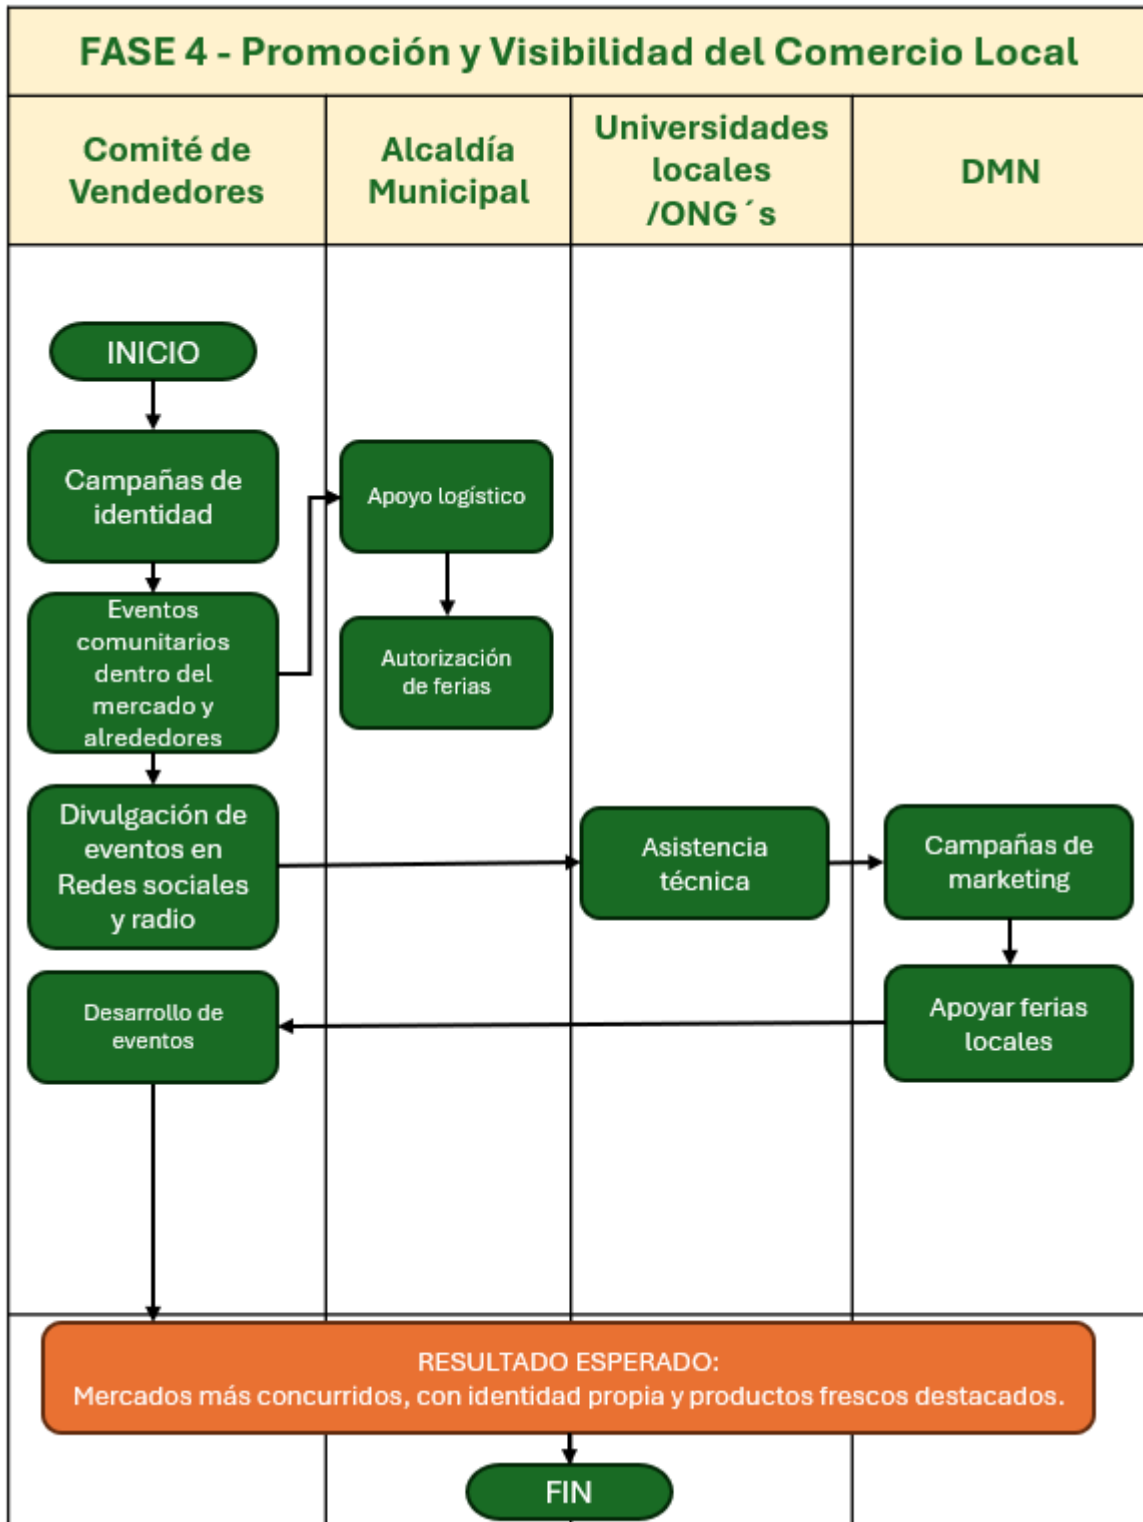 FASE 4 - Promoción y Visibilidad del Comercio Local
Comité de
Vendedores
Alcaldía
Municipal
Universidades
locales
/ONG ´s
DMN
INICIO
Campañas de
identidad
Apoyo logístico
Eventos
comunitarios
dentro del
mercado y
alrededores
Autorización
de ferias
Divulgación de
eventos en
Redes sociales
y radio
Asistencia
técnica
Campañas de
marketing
Desarrollo de
eventos
Apoyar ferias
locales
RESULTADO ESPERADO:
Mercados más concurridos, con identidad propia y productos frescos destacados.
FIN